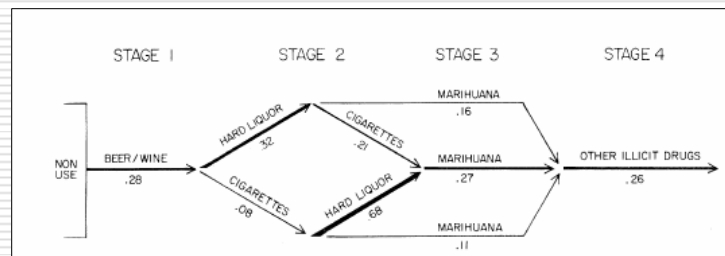 STAGE 1
STAGE 2
STAGE 3
STAGE 4
NON
USE
BEER/WINE
.28
HARD LIQUOR
.32
CIGARETTES
.08
CIGARETTES
.21
HARD LIQUOR
.68
MARIHUANA
.16
MARIHUANA
.27
MARIHUANA
.11
OTHER ILLICIT DRUGS
.26